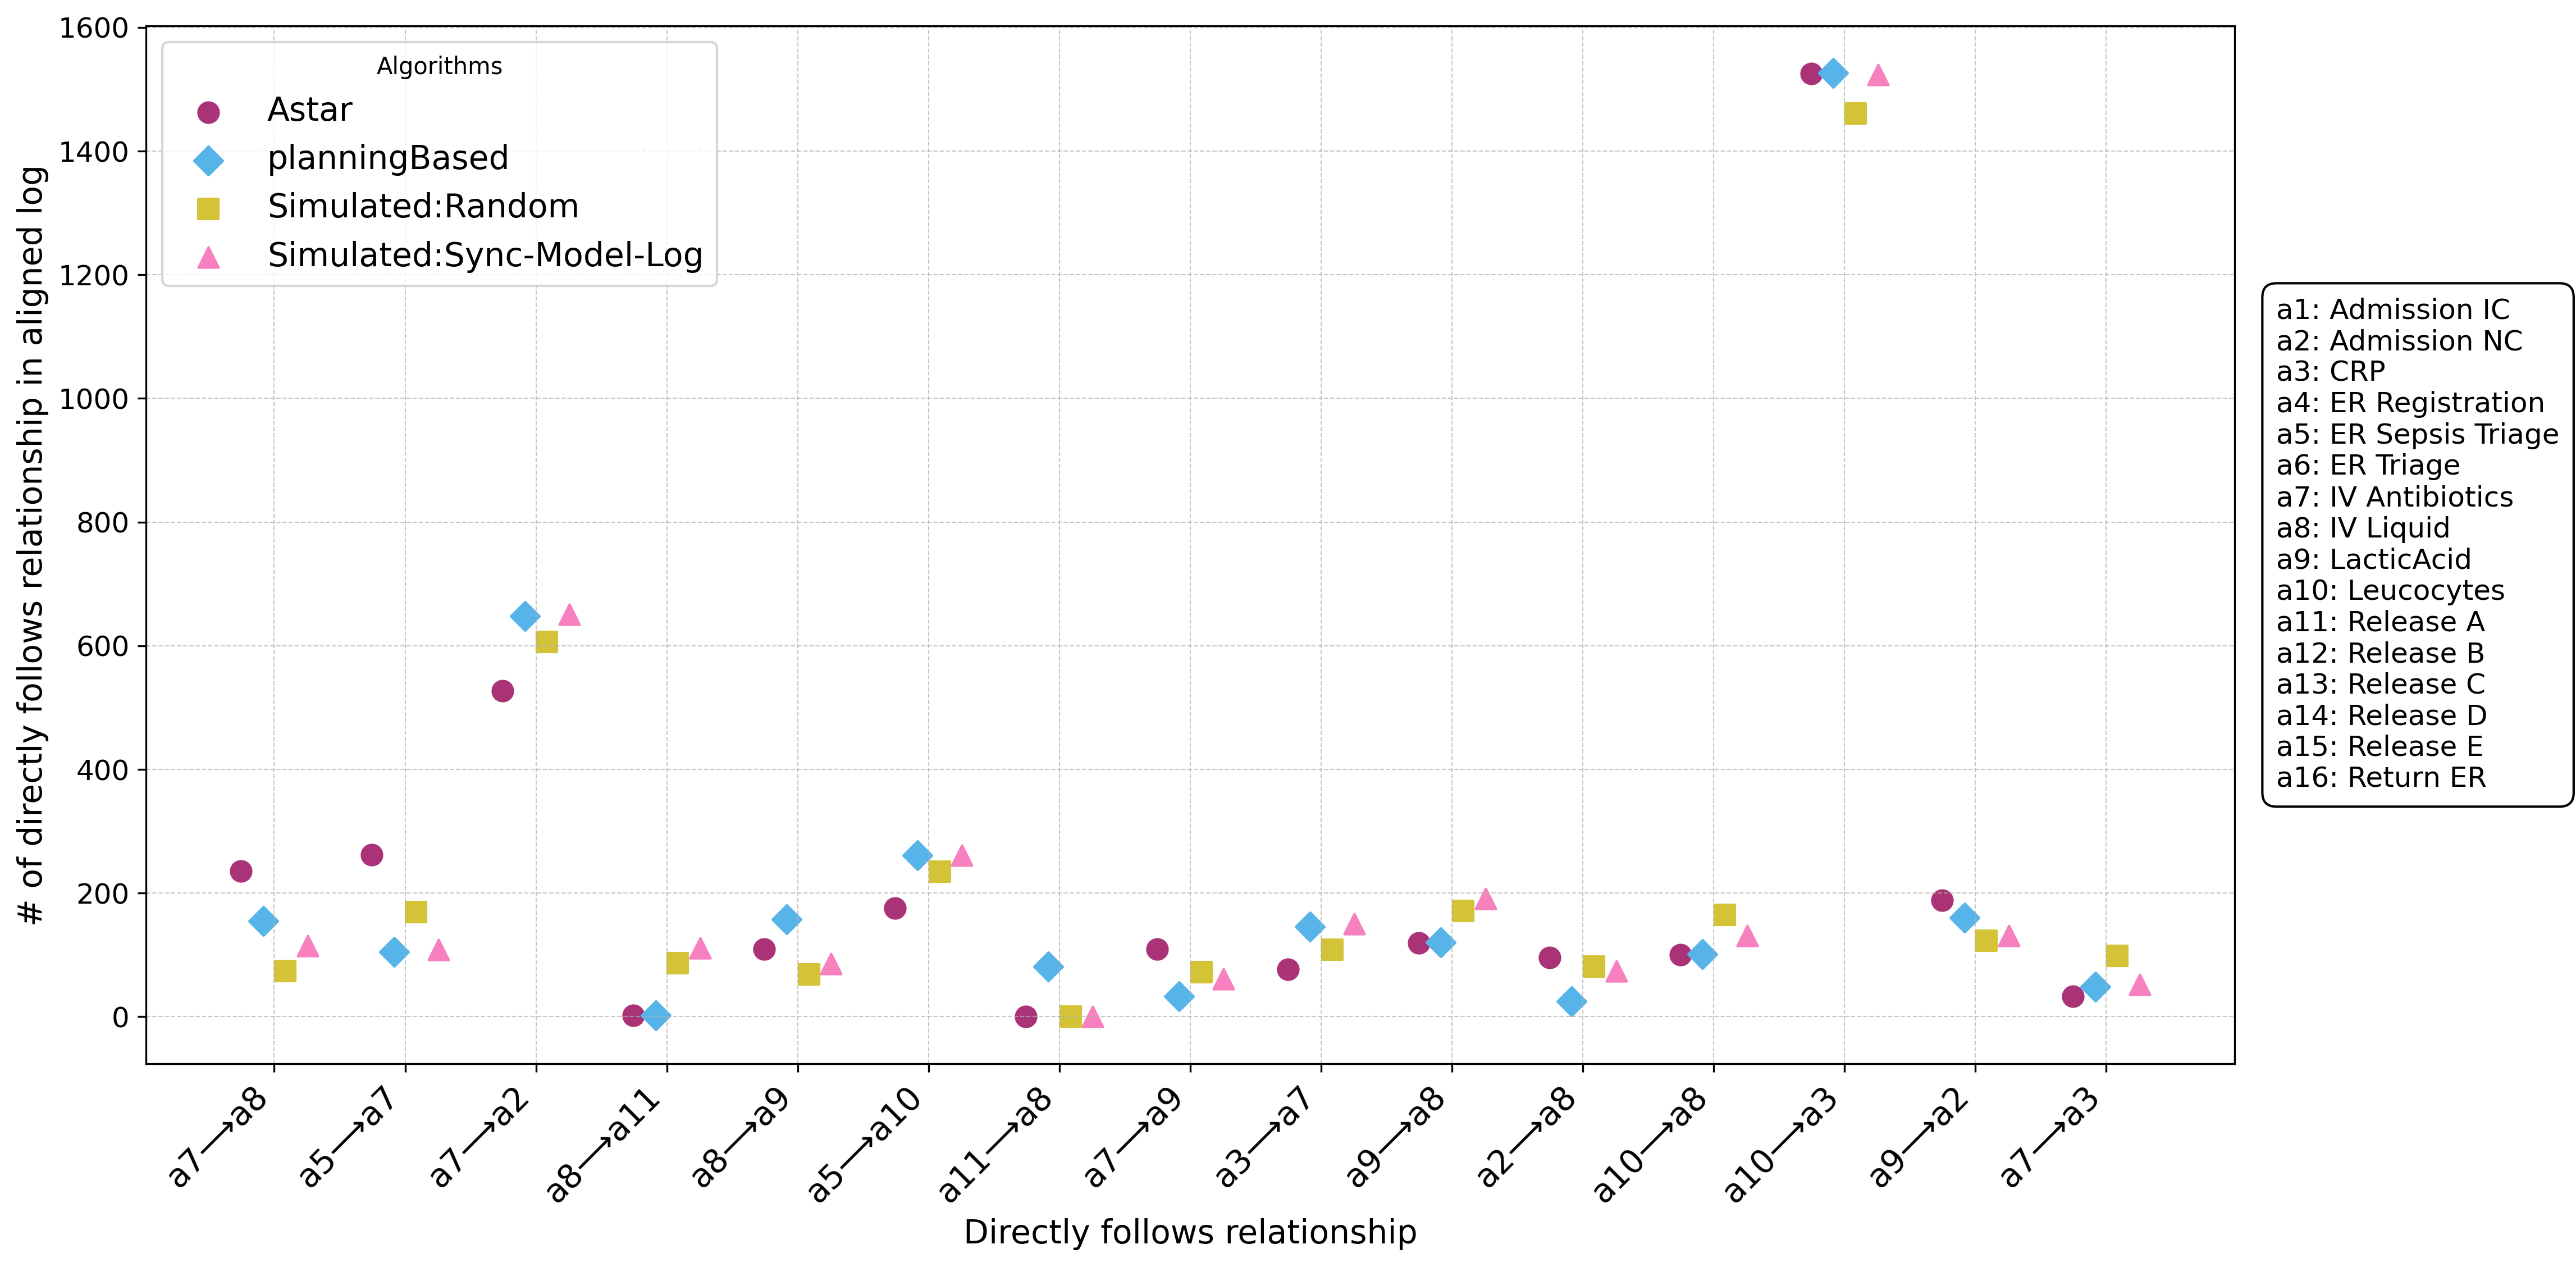 # of directly follows relationship in aligned log
1600
1400
1200
1000
800
600
400
200
0
Algorithms
Astar
planningBased
Simulated:Random
Simulated:Sync-Model-Log
a1: Admission IC
a2: Admission NC
a3: CRP
a4: ER Registration
a5: ER Sepsis Triage
a6: ER Triage
a7: IV Antibiotics
a8: IV Liquid
a9: LacticAcid
a10: Leucocytes
a11: Release A
a12: Release B
a13: Release C
a14: Release D
a15: Release E
a16: Return ER
a7→a8
a5→a7
a7→a2
a8→a11
a8→a9
a5→a10
a11→a8
a7→a9
a3→a7
a9→a8
a2→a8
a10→a8
a10→a3
a9→a2
a7→a3
Directly follows relationship